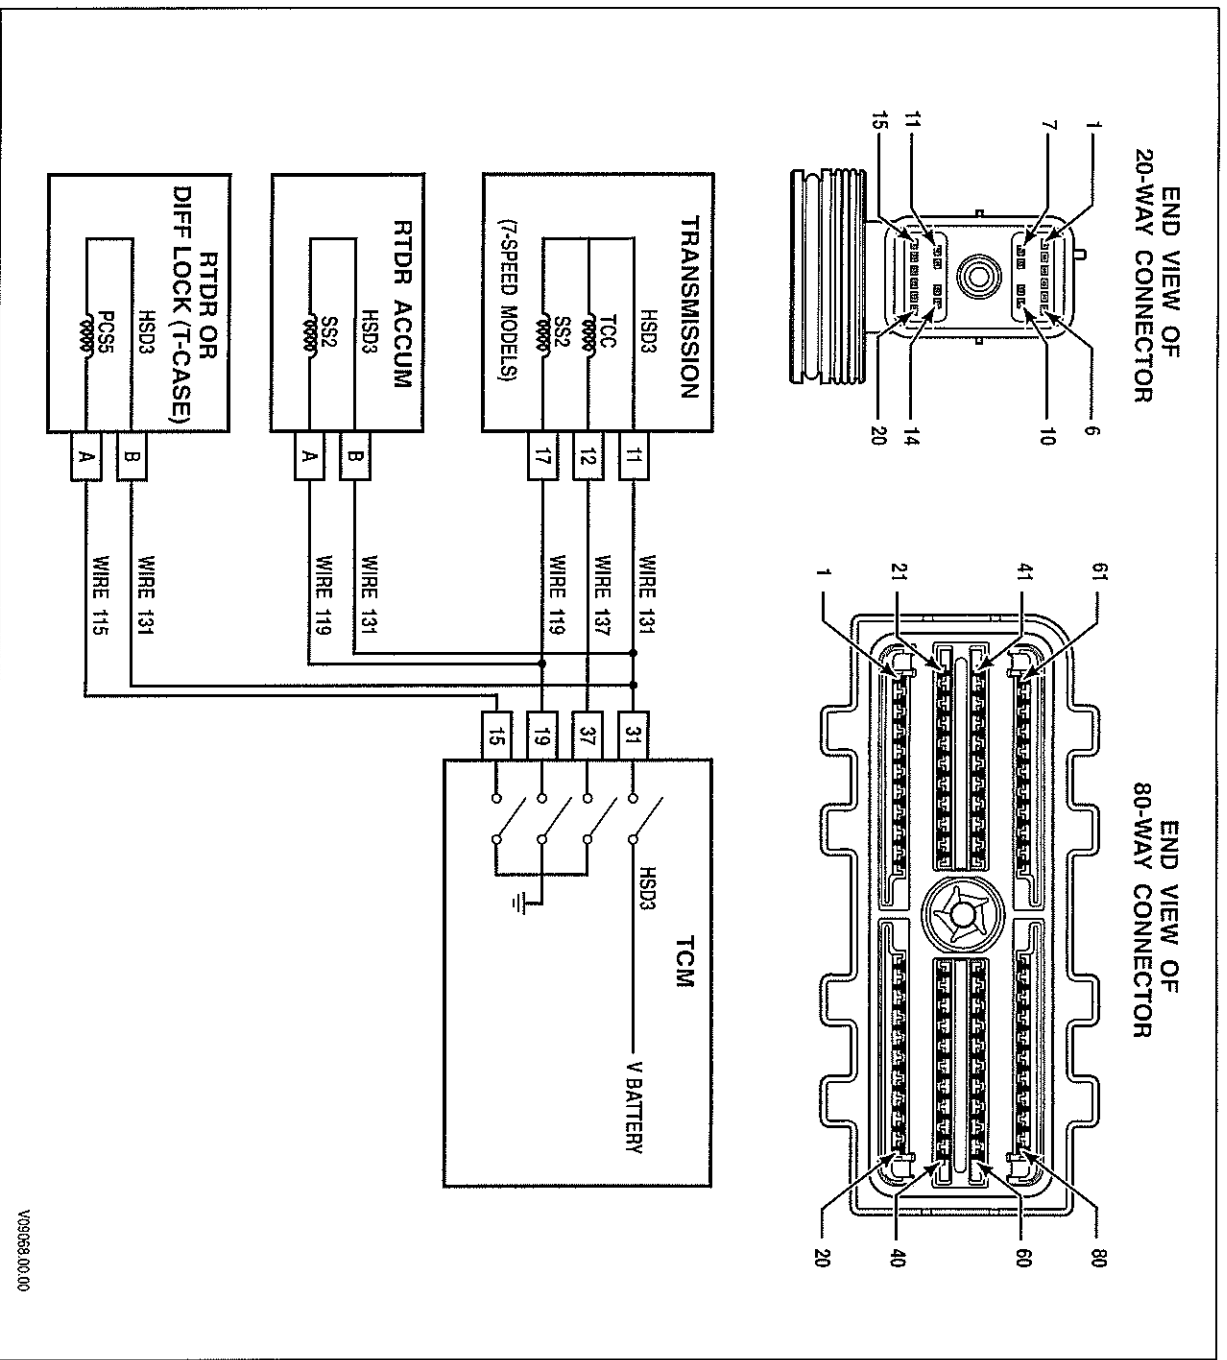 END VIEW OF
20-WAY CONNECTOR
1
7
11
15
6
10
14
20
END VIEW OF
80-WAY CONNECTOR
61
41
21
1
80
60
40
20
TRANSMISSION
HSD3
TCC
SS2
(7-SPEED MODELS)
11
12
17
WIRE 131
WIRE 137
WIRE 119
RTDR ACCUM
HSD3
SS2
B
A
WIRE 131
WIRE 119
RTDR OR
DIFF LOCK (T-CASE)
HSD3
PCS5
B
A
WIRE 131
WIRE 115
31
37
19
15
TCM
HSD3
V BATTERY
V09068.00.00